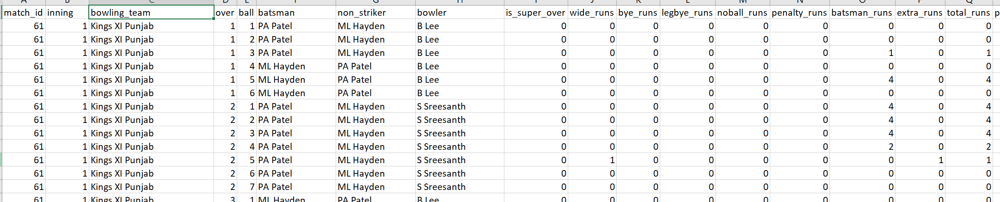 match_id inning bowling_team over ball batsman non_striker bowler is_super_over wide_runs bye_runs legbye_runs noball_runs penalty_runs batsman_runs extra_runs total_runs
61 1 Kings XI Punjab 1 1 PA Patel ML Hayden B Lee 0 0 0 0 0 0 0 0 0
61 1 Kings XI Punjab 1 2 PA Patel ML Hayden B Lee 0 0 0 0 0 0 0 0 0
61 1 Kings XI Punjab 1 3 PA Patel ML Hayden B Lee 0 0 0 0 0 0 1 0 1
61 1 Kings XI Punjab 1 4 ML Hayden PA Patel B Lee 0 0 0 0 0 0 0 0 0
61 1 Kings XI Punjab 1 5 ML Hayden PA Patel B Lee 0 0 0 0 0 0 4 0 4
61 1 Kings XI Punjab 1 6 ML Hayden PA Patel B Lee 0 0 0 0 0 0 0 0 0
61 1 Kings XI Punjab 2 1 PA Patel ML Hayden S Sreesanth 0 0 0 0 0 0 4 0 4
61 1 Kings XI Punjab 2 2 PA Patel ML Hayden S Sreesanth 0 0 0 0 0 0 4 0 4
61 1 Kings XI Punjab 2 3 PA Patel ML Hayden S Sreesanth 0 0 0 0 0 0 4 0 4
61 1 Kings XI Punjab 2 4 PA Patel ML Hayden S Sreesanth 0 0 0 0 0 0 2 0 2
61 1 Kings XI Punjab 2 5 PA Patel ML Hayden S Sreesanth 0 1 0 0 0 0 0 1 1
61 1 Kings XI Punjab 2 6 PA Patel ML Hayden S Sreesanth 0 0 0 0 0 0 0 0 0
61 1 Kings XI Punjab 2 7 PA Patel ML Hayden S Sreesanth 0 0 0 0 0 0 0 0 0
61 1 Kings XI Punjab 3 1 ML Hayden PA Patel B Lee 0 0 0 0 0 0 0 0 0